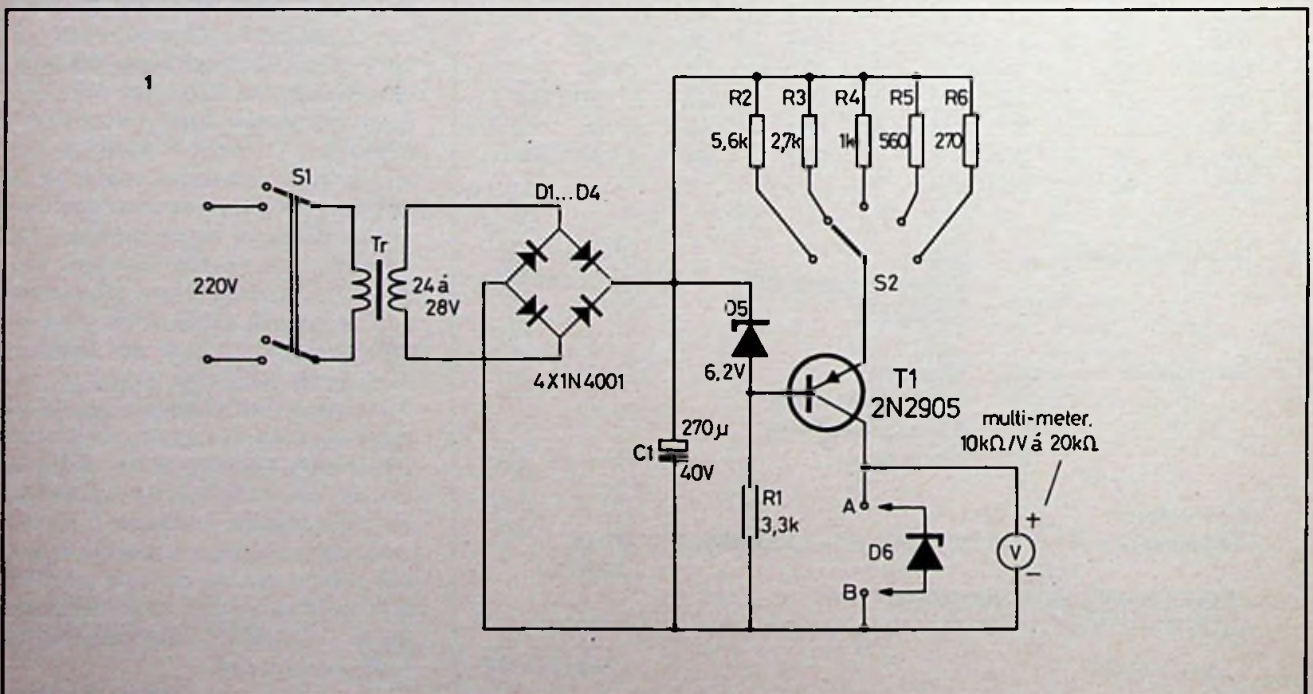 1
R2
R3
R4
R5
R6
5,6k
2,7k
1k
560
270
S1
D1...D4
Tr
220V
24 á
28V
S2
D5
6,2V
4X1N4001
T1
2N2905
multi-meter.
10kΩ/V á 20kΩ
270µ
C1
40V
R1
3,3k
A
+
D6
V
B
−